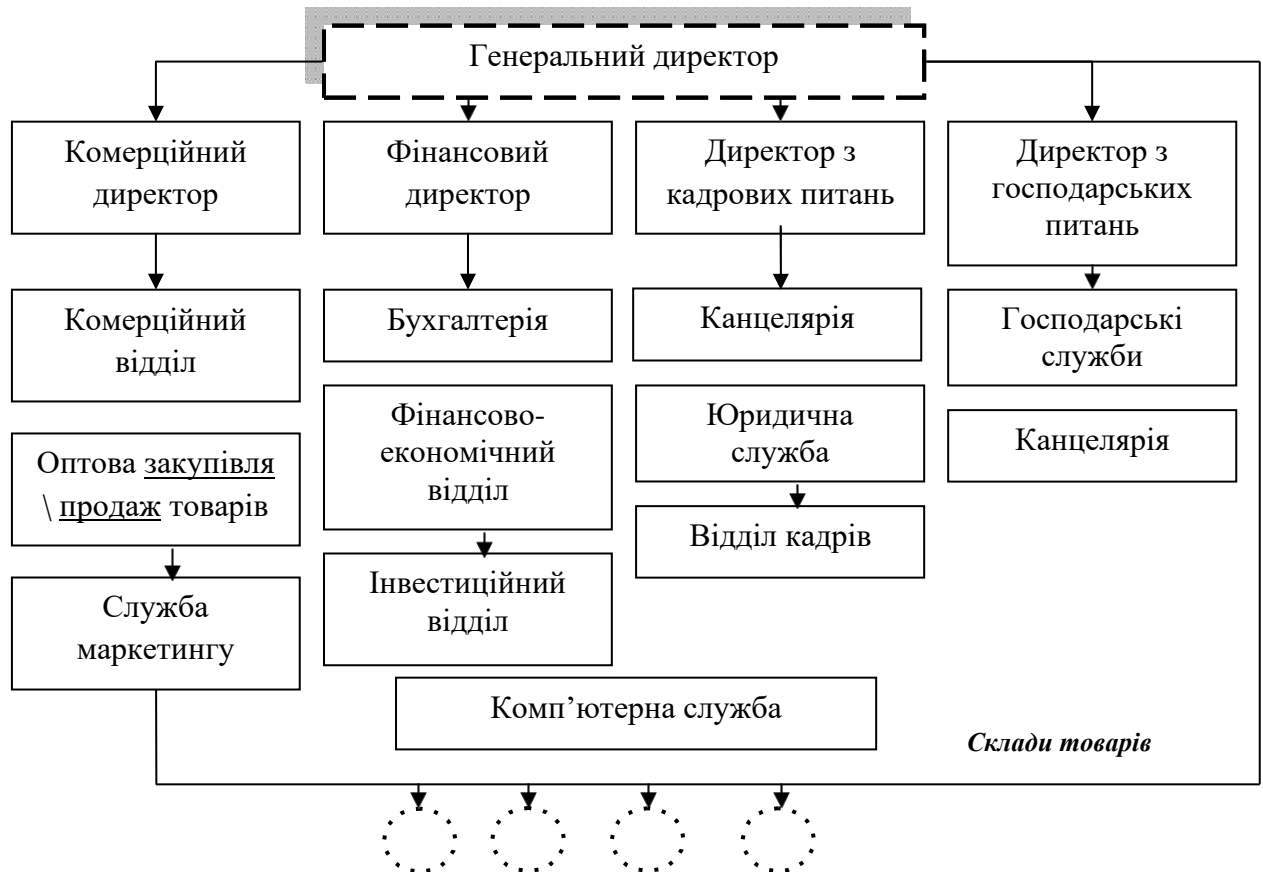 Генеральний директор
Комерційний
директор
Фінансовий
директор
Директор з
кадрових питань
Директор з
господарських
питань
Комерційний
відділ
Бухгалтерія
Канцелярія
Господарські
служби
Оптова закупівля
\ продаж товарів
Фінансово-
економічний
відділ
Юридична
служба
Канцелярія
Відділ кадрів
Служба
маркетингу
Інвестиційний
відділ
Комп’ютерна служба
Склади товарів